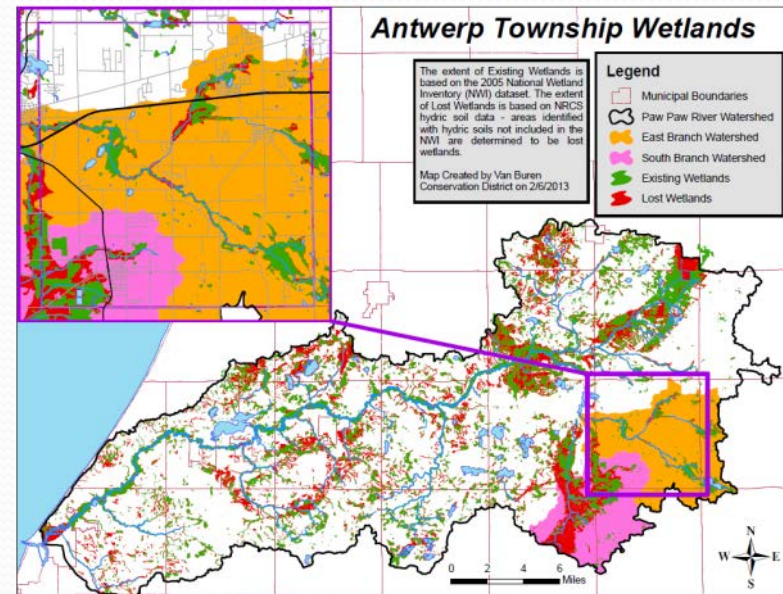 Antwerp Township Wetlands
The extent of Existing Wetlands is
based on the 2005 National Wetland
Inventory (NWI) dataset. The extent
of Lost Wetlands is based on NRCS
hydric soil data - areas identified
with hydric soils not included in the
NWI are determined to be lost
wetlands.
Map Created by Van Buren
Conservation District on 2/6/2013
Legend
Municipal Boundaries
Paw Paw River Watershed
East Branch Watershed
South Branch Watershed
Existing Wetlands
Lost Wetlands
N
W E
S
0 2 4 6
Miles